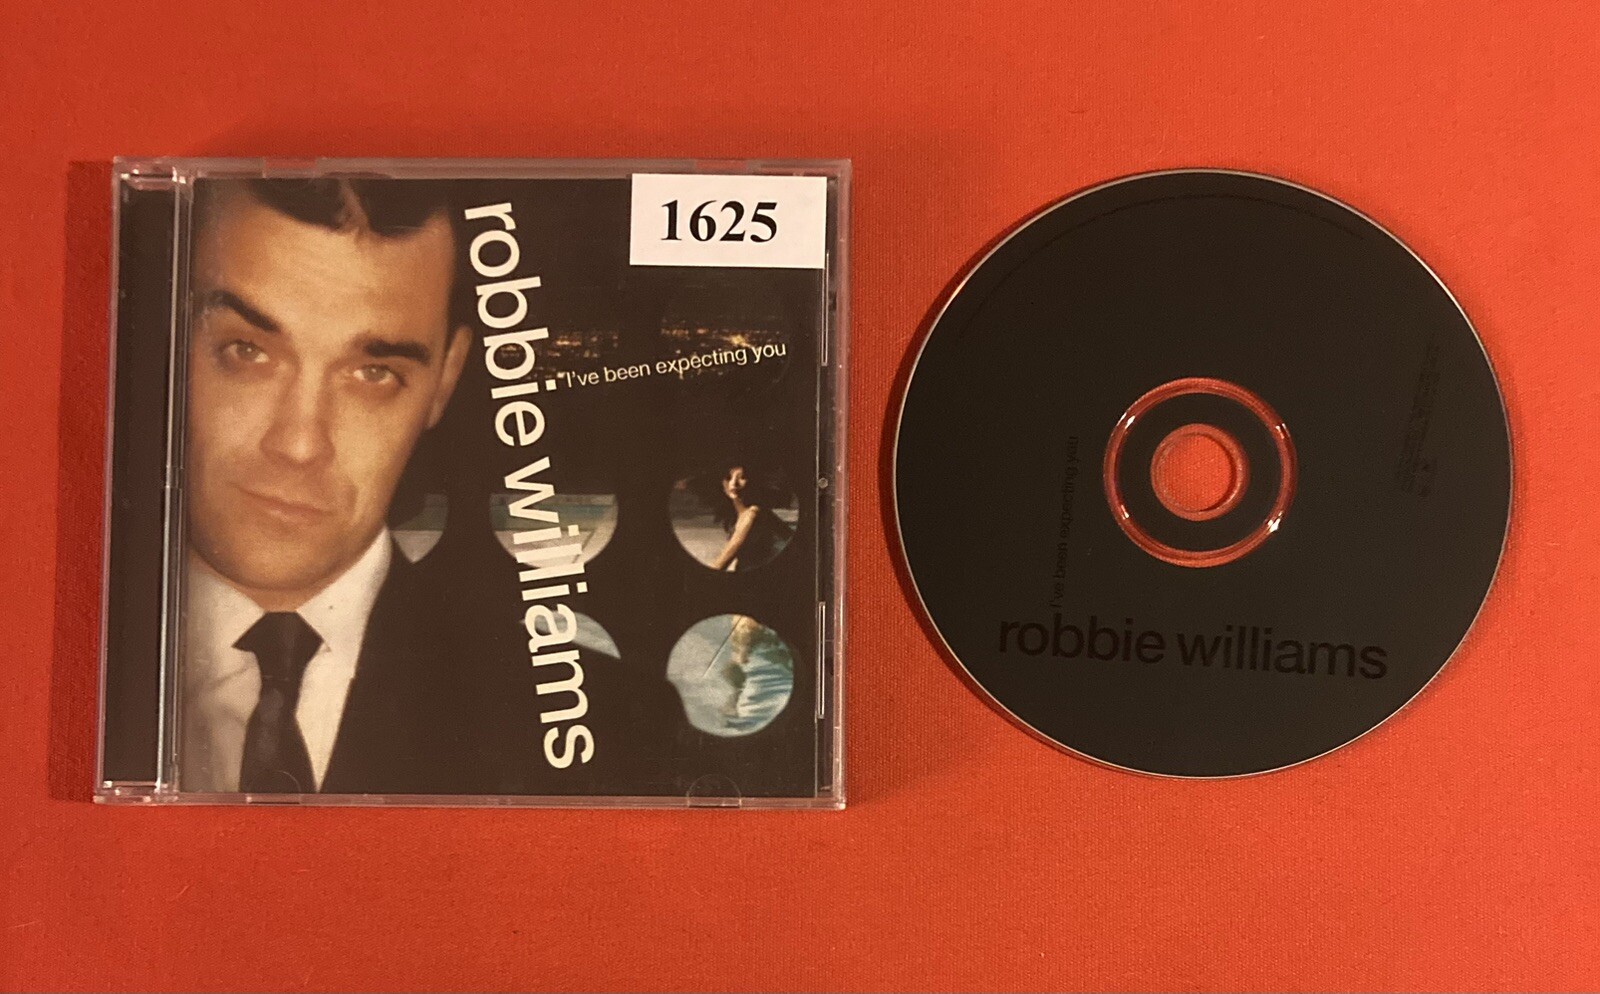 1625
robbie williams
I've been expecting you
I've been expecting you
robbie williams